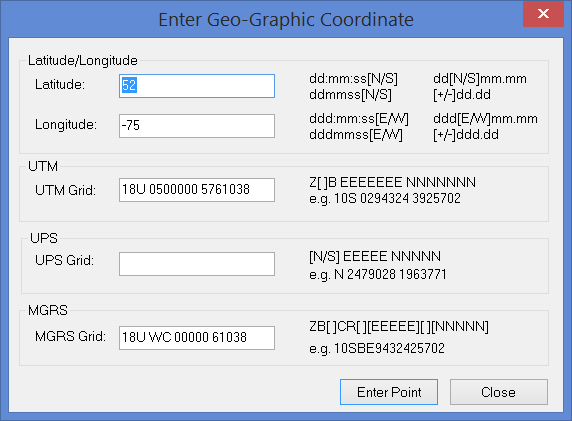 Enter Geo-Graphic Coordinate
Latitude/Longitude
Latitude: 52 dd:mm:ss[N/S] dd[N/S]mm.mm
ddmmss[N/S] [+/-]dd.dd
Longitude: -75 ddd:mm:ss[E/W] ddd[E/W]mm.mm
dddmmss[E/W] [+/-]ddd.dd
UTM
UTM Grid: 18U 0500000 5761038 Z[ ]B EEEEEEE NNNNNNN
e.g. 10S 0294324 3925702
UPS
UPS Grid: [N/S] EEEEE NNNNN
e.g. N 2479028 1963771
MGRS
MGRS Grid: 18U WC 00000 61038 ZB[ ]CR[ ][EEEEE][ ][NNNNN]
e.g. 10SBE9432425702
Enter Point Close